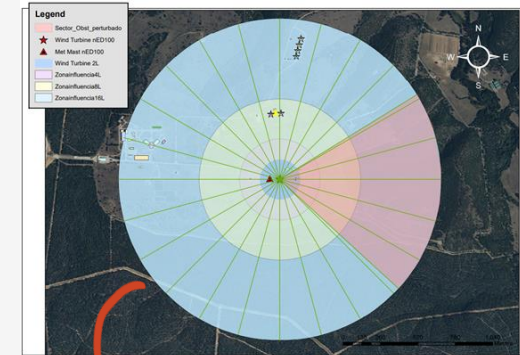 Legend
Sector_Obst_perturbado
Wind Turbine nED100
Met Mast nED100
Wind Turbine 2L
Zonainfluencia4L
Zonainfluencia8L
Zonainfluencia16L
N
W
E
S